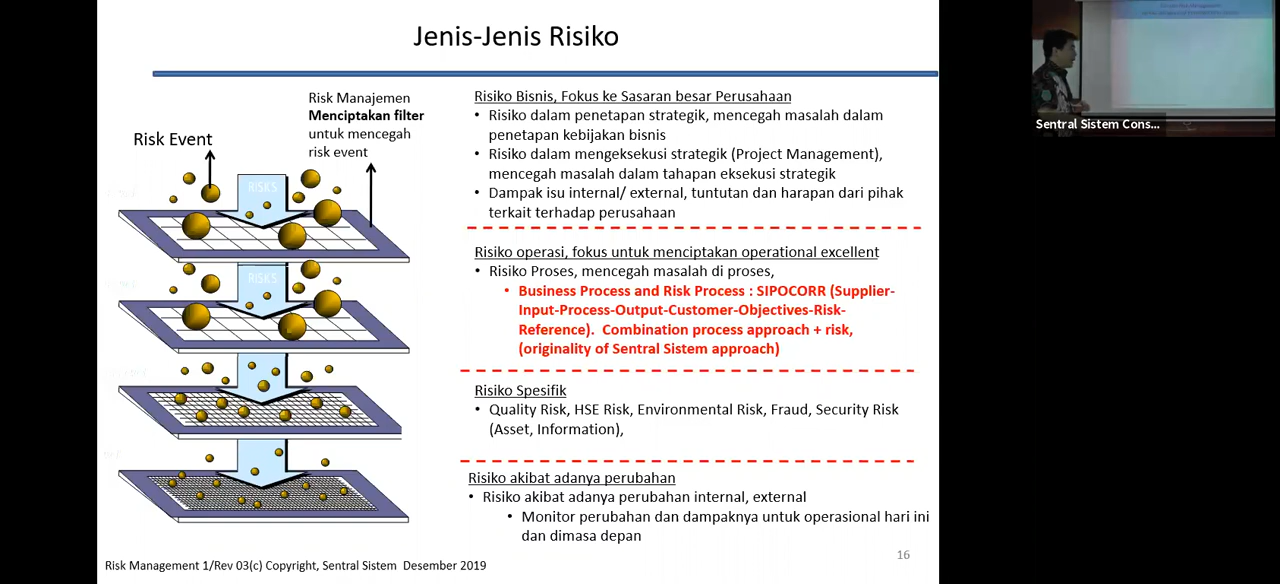 Jenis-Jenis Risiko
Risk Manajemen
Menciptakan filter
untuk mencegah
risk event
Risk Event
RISKS
RISKS
Risiko Bisnis, Fokus ke Sasaran besar Perusahaan
• Risiko dalam penetapan strategik, mencegah masalah dalam
penetapan kebijakan bisnis
• Risiko dalam mengeksekusi strategik (Project Management),
mencegah masalah dalam tahapan eksekusi strategik
• Dampak isu internal/ external, tuntutan dan harapan dari pihak
terkait terhadap perusahaan
Risiko operasi, fokus untuk menciptakan operational excellent
• Risiko Proses, mencegah masalah di proses,
• Business Process and Risk Process : SIPOCORR (Supplier-
Input-Process-Output-Customer-Objectives-Risk-
Reference). Combination process approach + risk,
(originality of Sentral Sistem approach)
Risiko Spesifik
• Quality Risk, HSE Risk, Environmental Risk, Fraud, Security Risk
(Asset, Information),
Risiko akibat adanya perubahan
• Risiko akibat adanya perubahan internal, external
• Monitor perubahan dan dampaknya untuk operasional hari ini
dan dimasa depan
16
Risk Management 1/Rev 03(c) Copyright, Sentral Sistem Desember 2019
Sentral Sistem Cons...